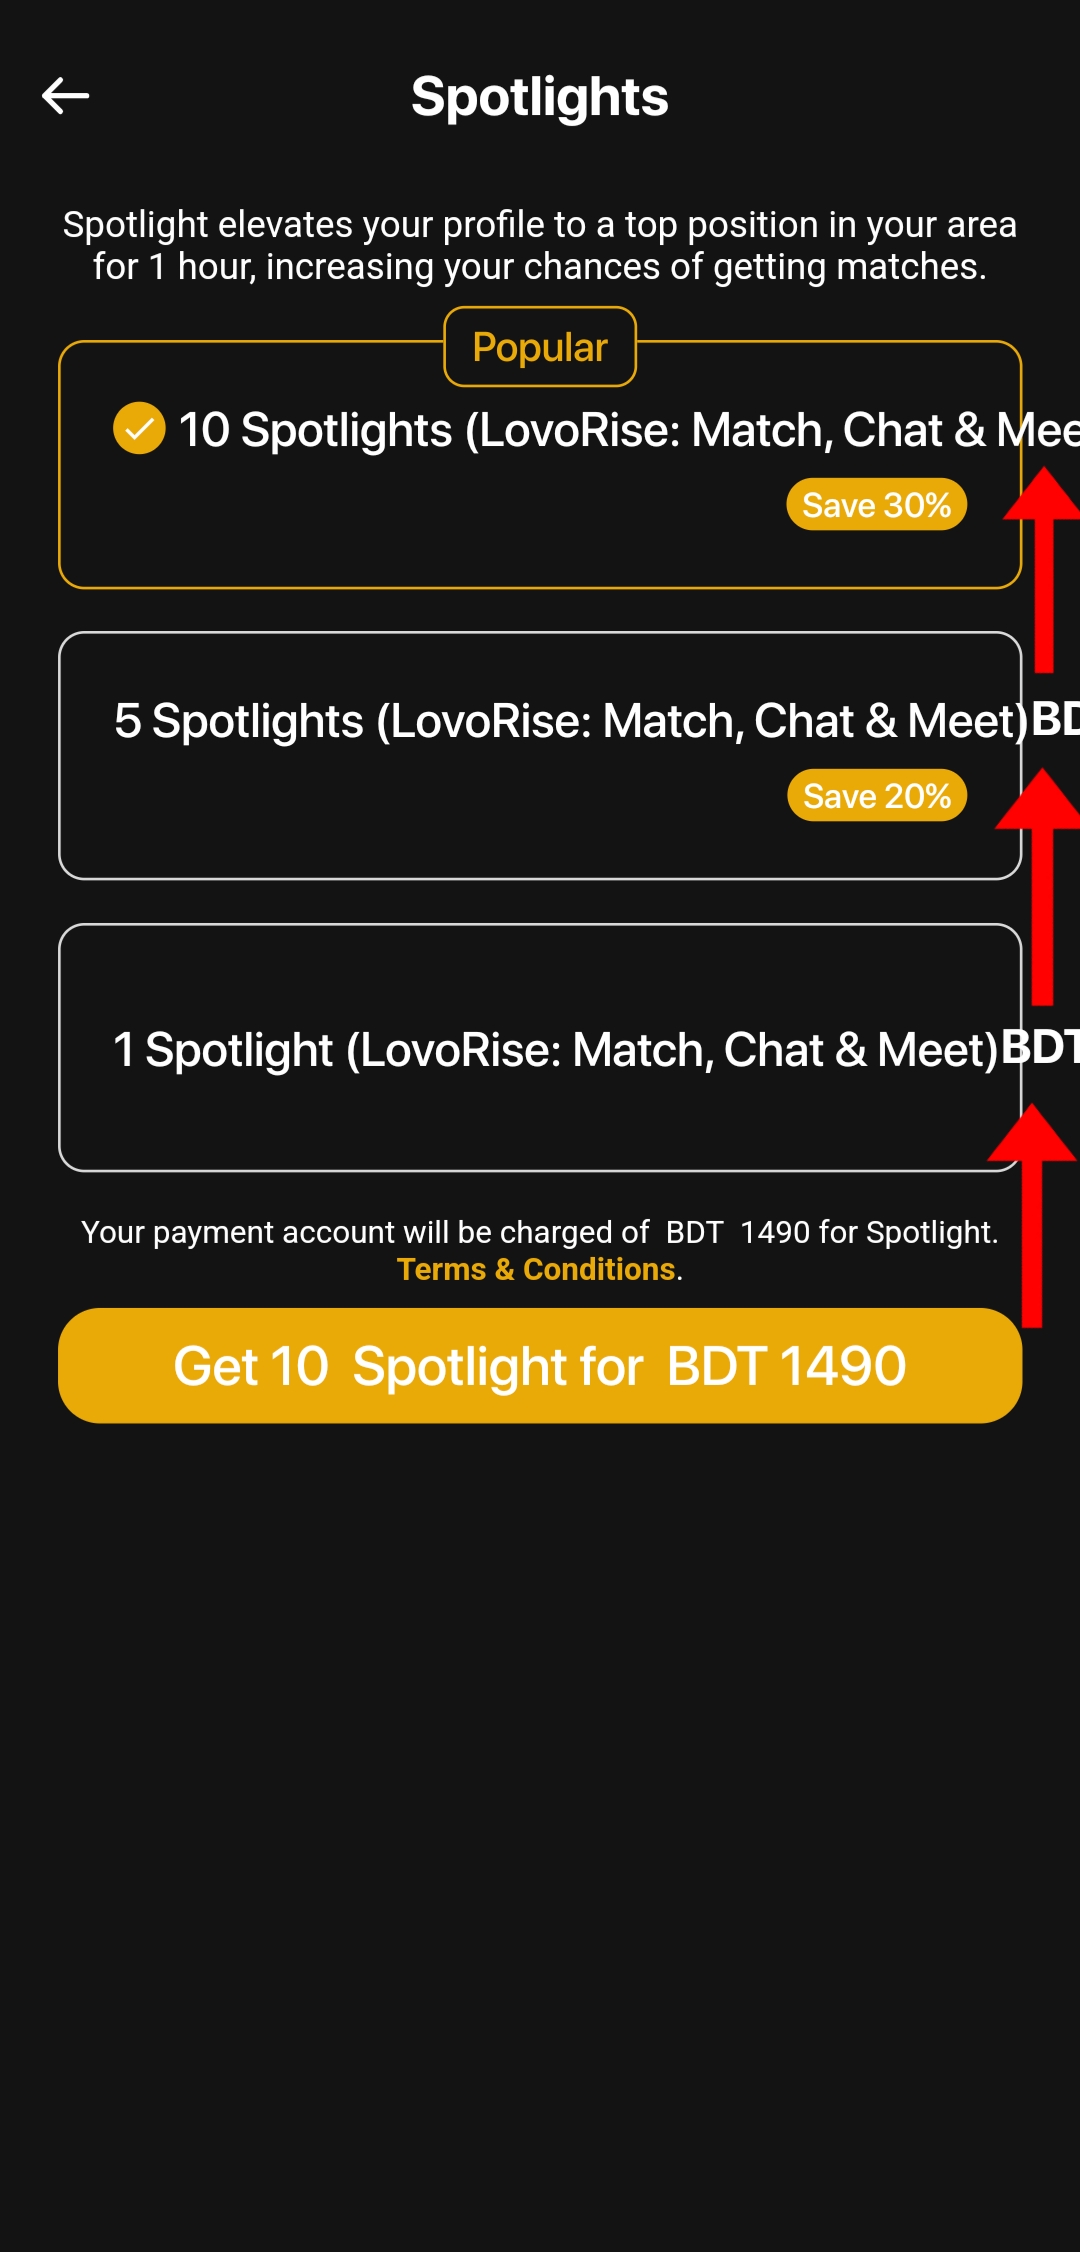 Spotlights
Spotlight elevates your profile to a top position in your area
for 1 hour, increasing your chances of getting matches.
Popular
10 Spotlights (LovoRise: Match, Chat & Mee
Save 30%
5 Spotlights (LovoRise: Match, Chat & Meet)BD
Save 20%
1 Spotlight (LovoRise: Match, Chat & Meet)BDT
Your payment account will be charged of  BDT  1490 for Spotlight.
Terms & Conditions.
Get 10  Spotlight for  BDT 1490